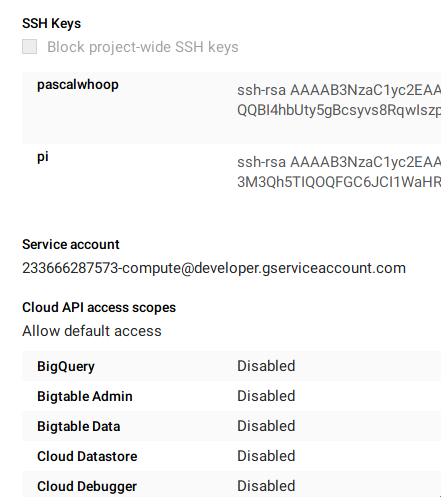 SSH Keys
Block project-wide SSH keys
pascalwhoop
ssh-rsa AAAAB3NzaC1yc2EAA
QQBI4hbUty5gBcsyvs8RqwIszp
pi
ssh-rsa AAAAB3NzaC1yc2EAA
3M3Qh5TIQOQFGC6JCI1WaHR
Service account
233666287573-compute@developer.gserviceaccount.com
Cloud API access scopes
Allow default access
BigQuery Disabled
Bigtable Admin Disabled
Bigtable Data Disabled
Cloud Datastore Disabled
Cloud Debugger Disabled